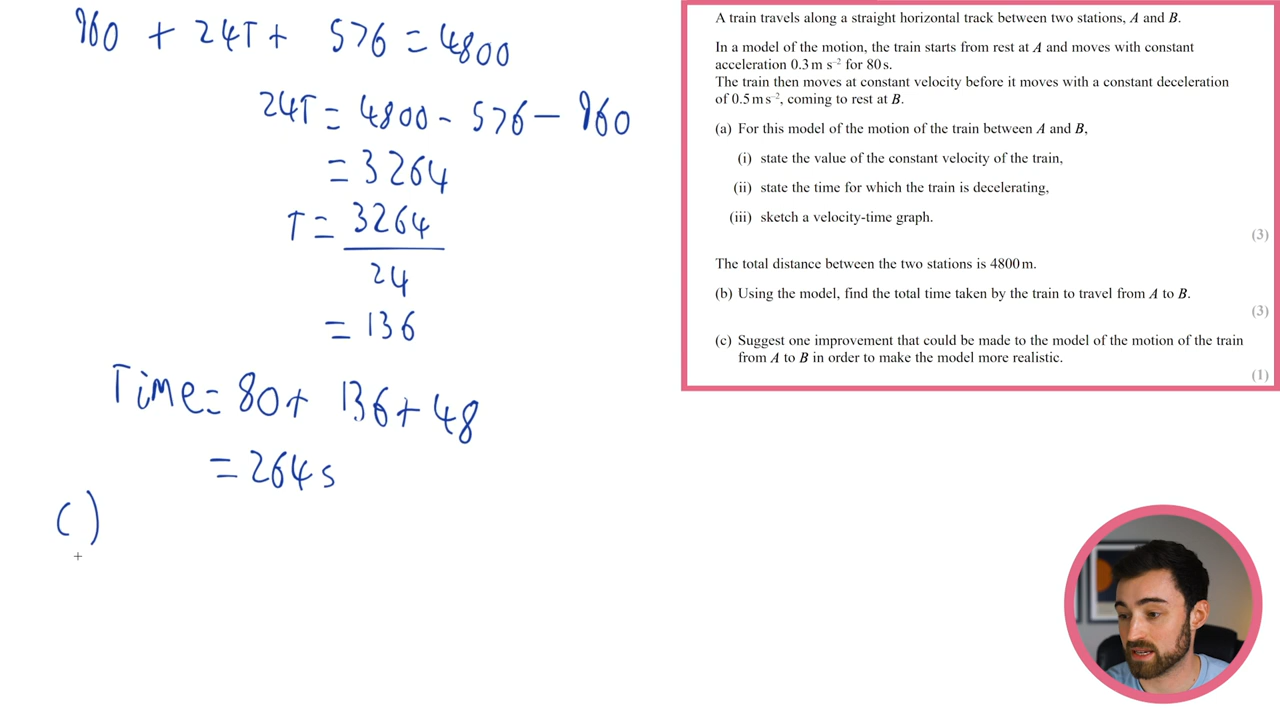 960 + 24T + 576 = 4800
24T = 4800 - 576 - 960
= 3264
T = 3264
24
= 136
Time = 80 + 136 + 48
= 264 s
( )
A train travels along a straight horizontal track between two stations, A and B.
In a model of the motion, the train starts from rest at A and moves with constant
acceleration 0.3 m s⁻² for 80 s.
The train then moves at constant velocity before it moves with a constant deceleration
of 0.5 m s⁻², coming to rest at B.
(a) For this model of the motion of the train between A and B,
(i) state the value of the constant velocity of the train,
(ii) state the time for which the train is decelerating,
(iii) sketch a velocity-time graph.
(3)
The total distance between the two stations is 4800 m.
(b) Using the model, find the total time taken by the train to travel from A to B.
(3)
(c) Suggest one improvement that could be made to the model of the motion of the train
from A to B in order to make the model more realistic.
(1)